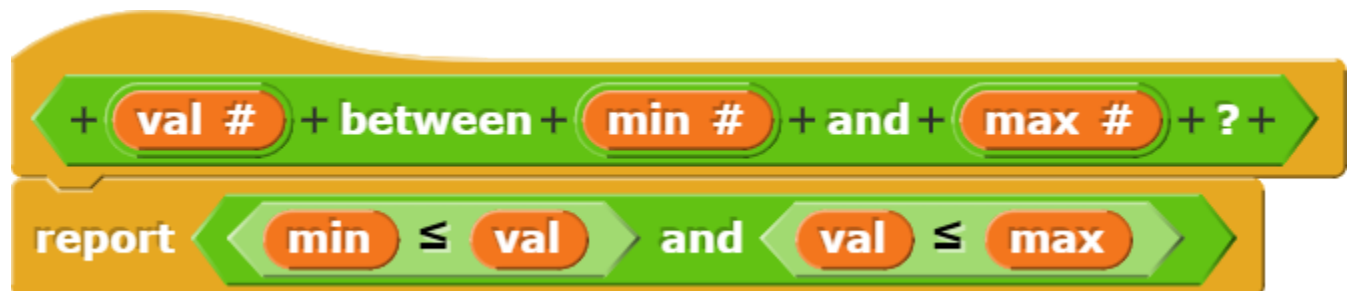 + val # + between + min # + and + max # + ? +
report min ≤ val and val ≤ max